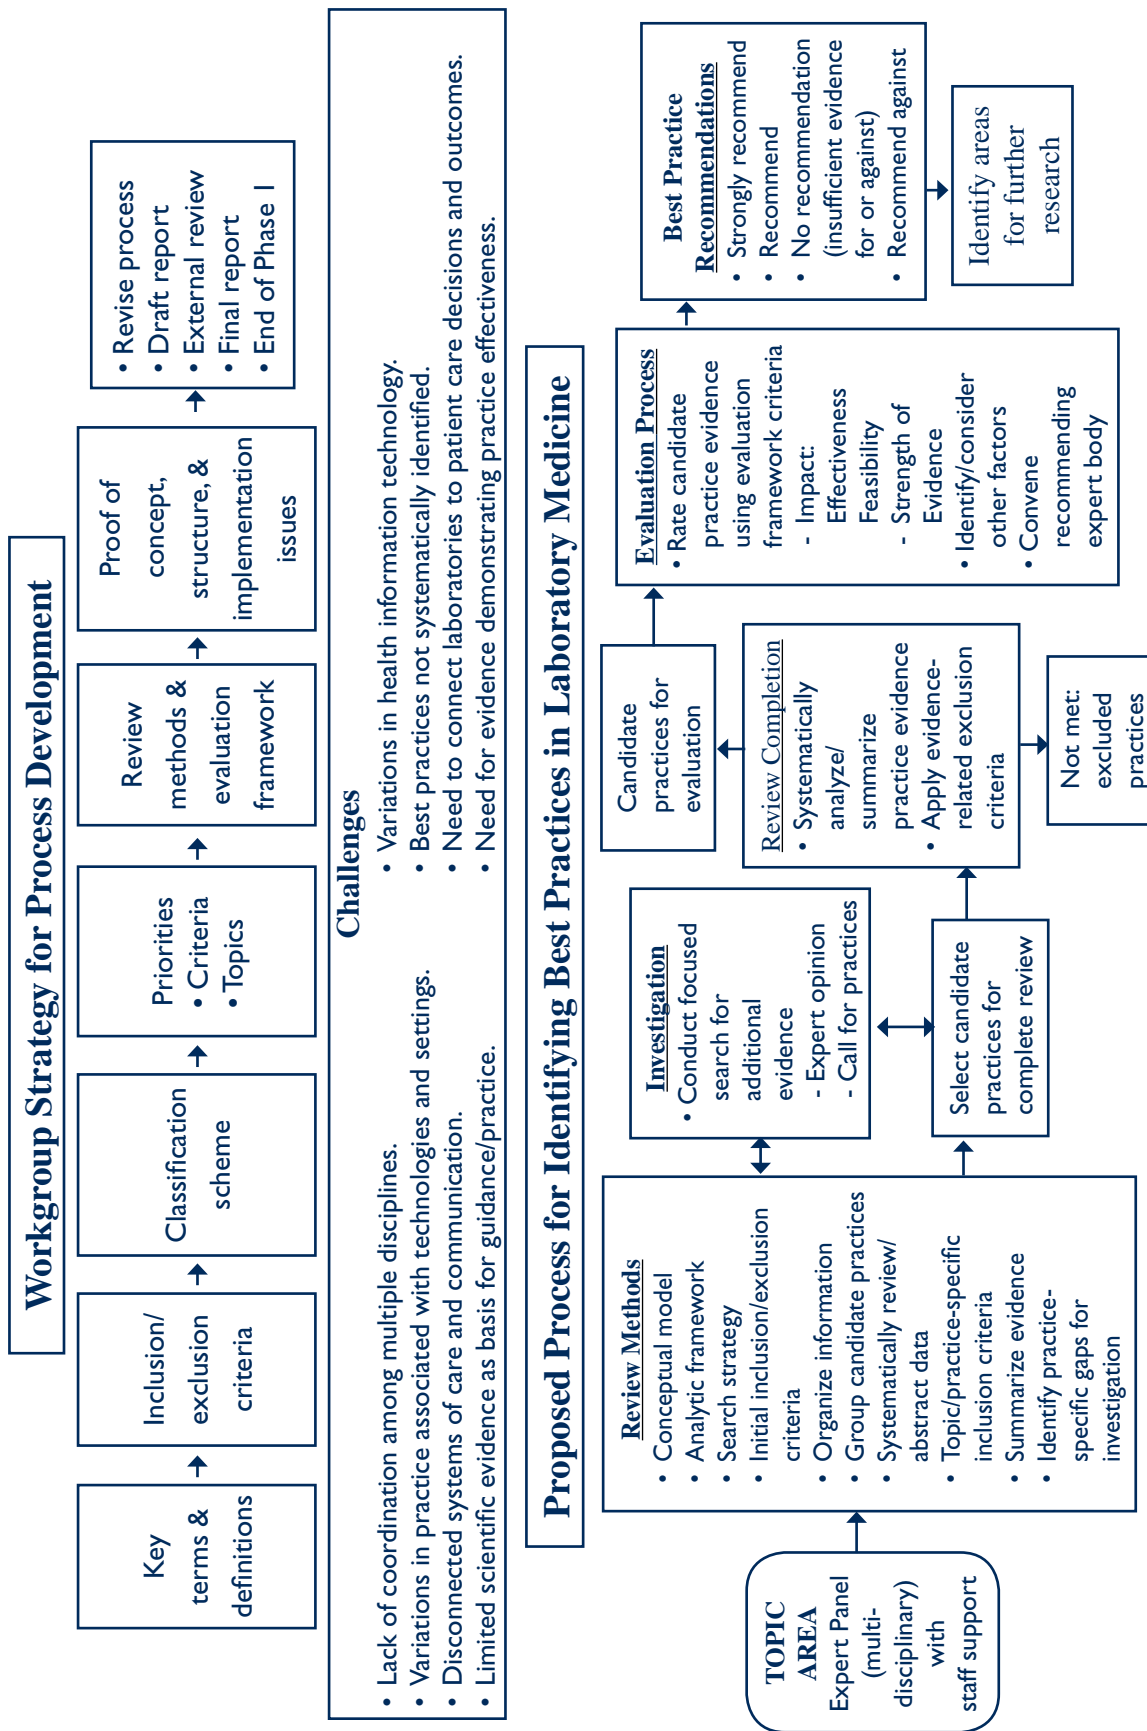 Workgroup Strategy for Process Development
Key
terms &
definitions
Inclusion/
exclusion
criteria
Classification
scheme
Priorities
• Criteria
• Topics
Review
methods &
evaluation
framework
Proof of
concept,
structure, &
implementation
issues
• Revise process
• Draft report
• External review
• Final report
• End of Phase I
Challenges
• Lack of coordination among multiple disciplines.
• Variations in practice associated with technologies and settings.
• Disconnected systems of care and communication.
• Limited scientific evidence as basis for guidance/practice.
• Variations in health information technology.
• Best practices not systematically identified.
• Need to connect laboratories to patient care decisions and outcomes.
• Need for evidence demonstrating practice effectiveness.
Proposed Process for Identifying Best Practices in Laboratory Medicine
TOPIC
AREA
Expert Panel
(multi-
disciplinary)
with
staff support
Review Methods
• Conceptual model
• Analytic framework
• Search strategy
• Initial inclusion/exclusion
criteria
• Organize information
• Group candidate practices
• Systematically review/
abstract data
• Topic/practice-specific
inclusion criteria
• Summarize evidence
• Identify practice-
specific gaps for
investigation
Investigation
• Conduct focused
search for
additional
evidence
- Expert opinion
- Call for practices
Select candidate
practices for
complete review
Candidate
practices for
evaluation
Review Completion
• Systematically
analyze/
summarize
practice evidence
• Apply evidence-
related exclusion
criteria
Not met:
excluded
practices
Evaluation Process
• Rate candidate
practice evidence
using evaluation
framework criteria
- Impact:
Effectiveness
Feasibility
- Strength of
Evidence
• Identify/consider
other factors
• Convene
recommending
expert body
Best Practice
Recommendations
• Strongly recommend
• Recommend
• No recommendation
(insufficient evidence
for or against)
• Recommend against
Identify areas
for further
research